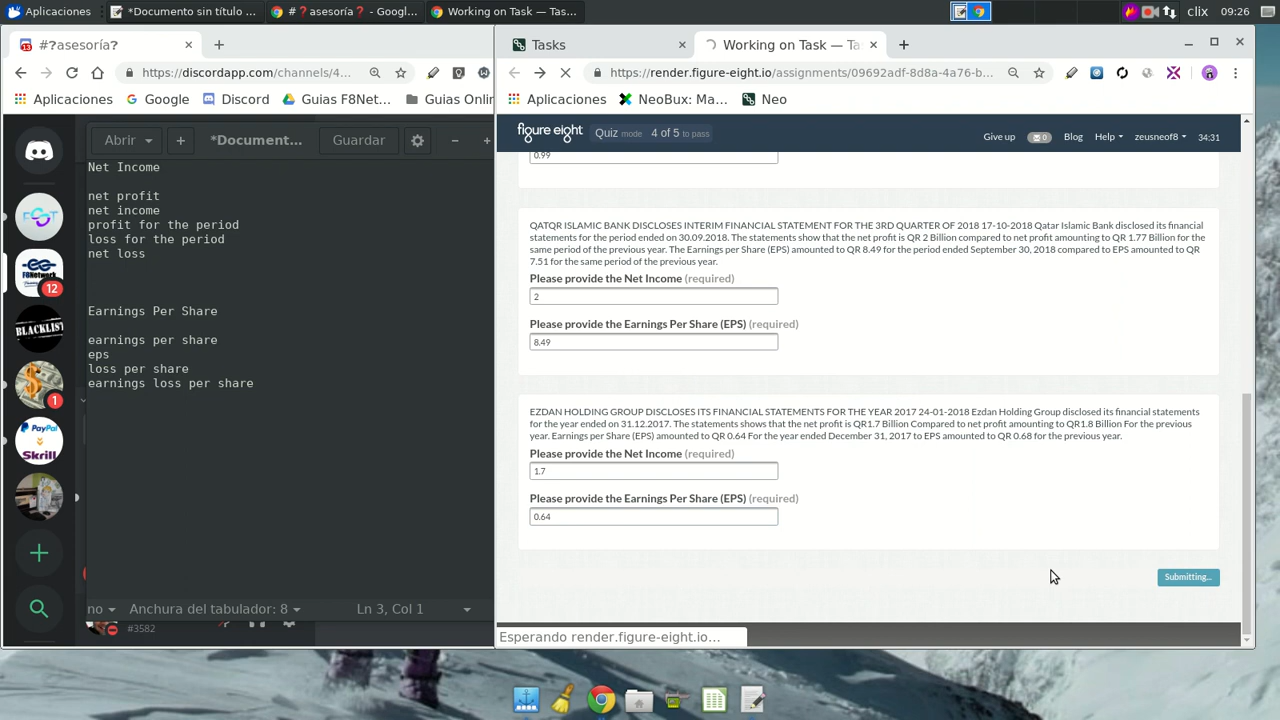 Aplicaciones
*Documento sin título ...
#❓asesoría❓ - Googl...
Working on Task — Tas...
clix
09:26
#❓asesoría❓
Tasks
Working on Task — Ta
https://discordapp.com/channels/4...
https://render.figure-eight.io/assignments/09692adf-8d8a-4a76-b...
Aplicaciones
Google
Discord
Guias F8Net...
Guias Onlin
Aplicaciones
NeoBux: Ma...
Neo
Abrir
*Document...
Guardar
figure eight
Quiz mode
4 of 5 to pass
Give up
0
Blog
Help
zeusneof8
34:31
Net Income
net profit
net income
profit for the period
loss for the period
net loss
Earnings Per Share
earnings per share
eps
loss per share
earnings loss per share
12
BLACKLIST
1
PayPal
Skrill
no
Anchura del tabulador: 8
Ln 3, Col 1
#3582
0.99
QATQR ISLAMIC BANK DISCLOSES INTERIM FINANCIAL STATEMENT FOR THE 3RD QUARTER OF 2018 17-10-2018 Qatar Islamic Bank disclosed its financial
statements for the period ended on 30.09.2018. The statements show that the net profit is QR 2 Billion compared to net profit amounting to QR 1.77 Billion for the
same period of the previous year. The Earnings per Share (EPS) amounted to QR 8.49 for the period ended September 30, 2018 compared to EPS amounted to QR
7.51 for the same period of the previous year.
Please provide the Net Income (required)
2
Please provide the Earnings Per Share (EPS) (required)
8.49
EZDAN HOLDING GROUP DISCLOSES ITS FINANCIAL STATEMENTS FOR THE YEAR 2017 24-01-2018 Ezdan Holding Group disclosed its financial statements
for the year ended on 31.12.2017. The statements shows that the net profit is QR1.7 Billion Compared to net profit amounting to QR1.8 Billion For the previous
year. Earnings per Share (EPS) amounted to QR 0.64 For the year ended December 31, 2017 to EPS amounted to QR 0.68 for the previous year.
Please provide the Net Income (required)
1.7
Please provide the Earnings Per Share (EPS) (required)
0.64
Submitting...
Esperando render.figure-eight.io...